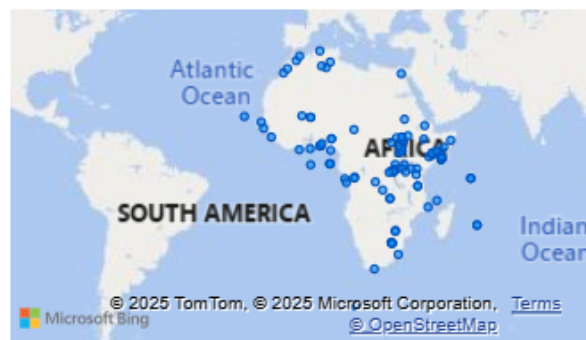 Atlantic
Ocean
AFRICA
SOUTH AMERICA
Indian
Ocean
© 2025 TomTom, © 2025 Microsoft Corporation, Terms
Microsoft Bing
© OpenStreetMap